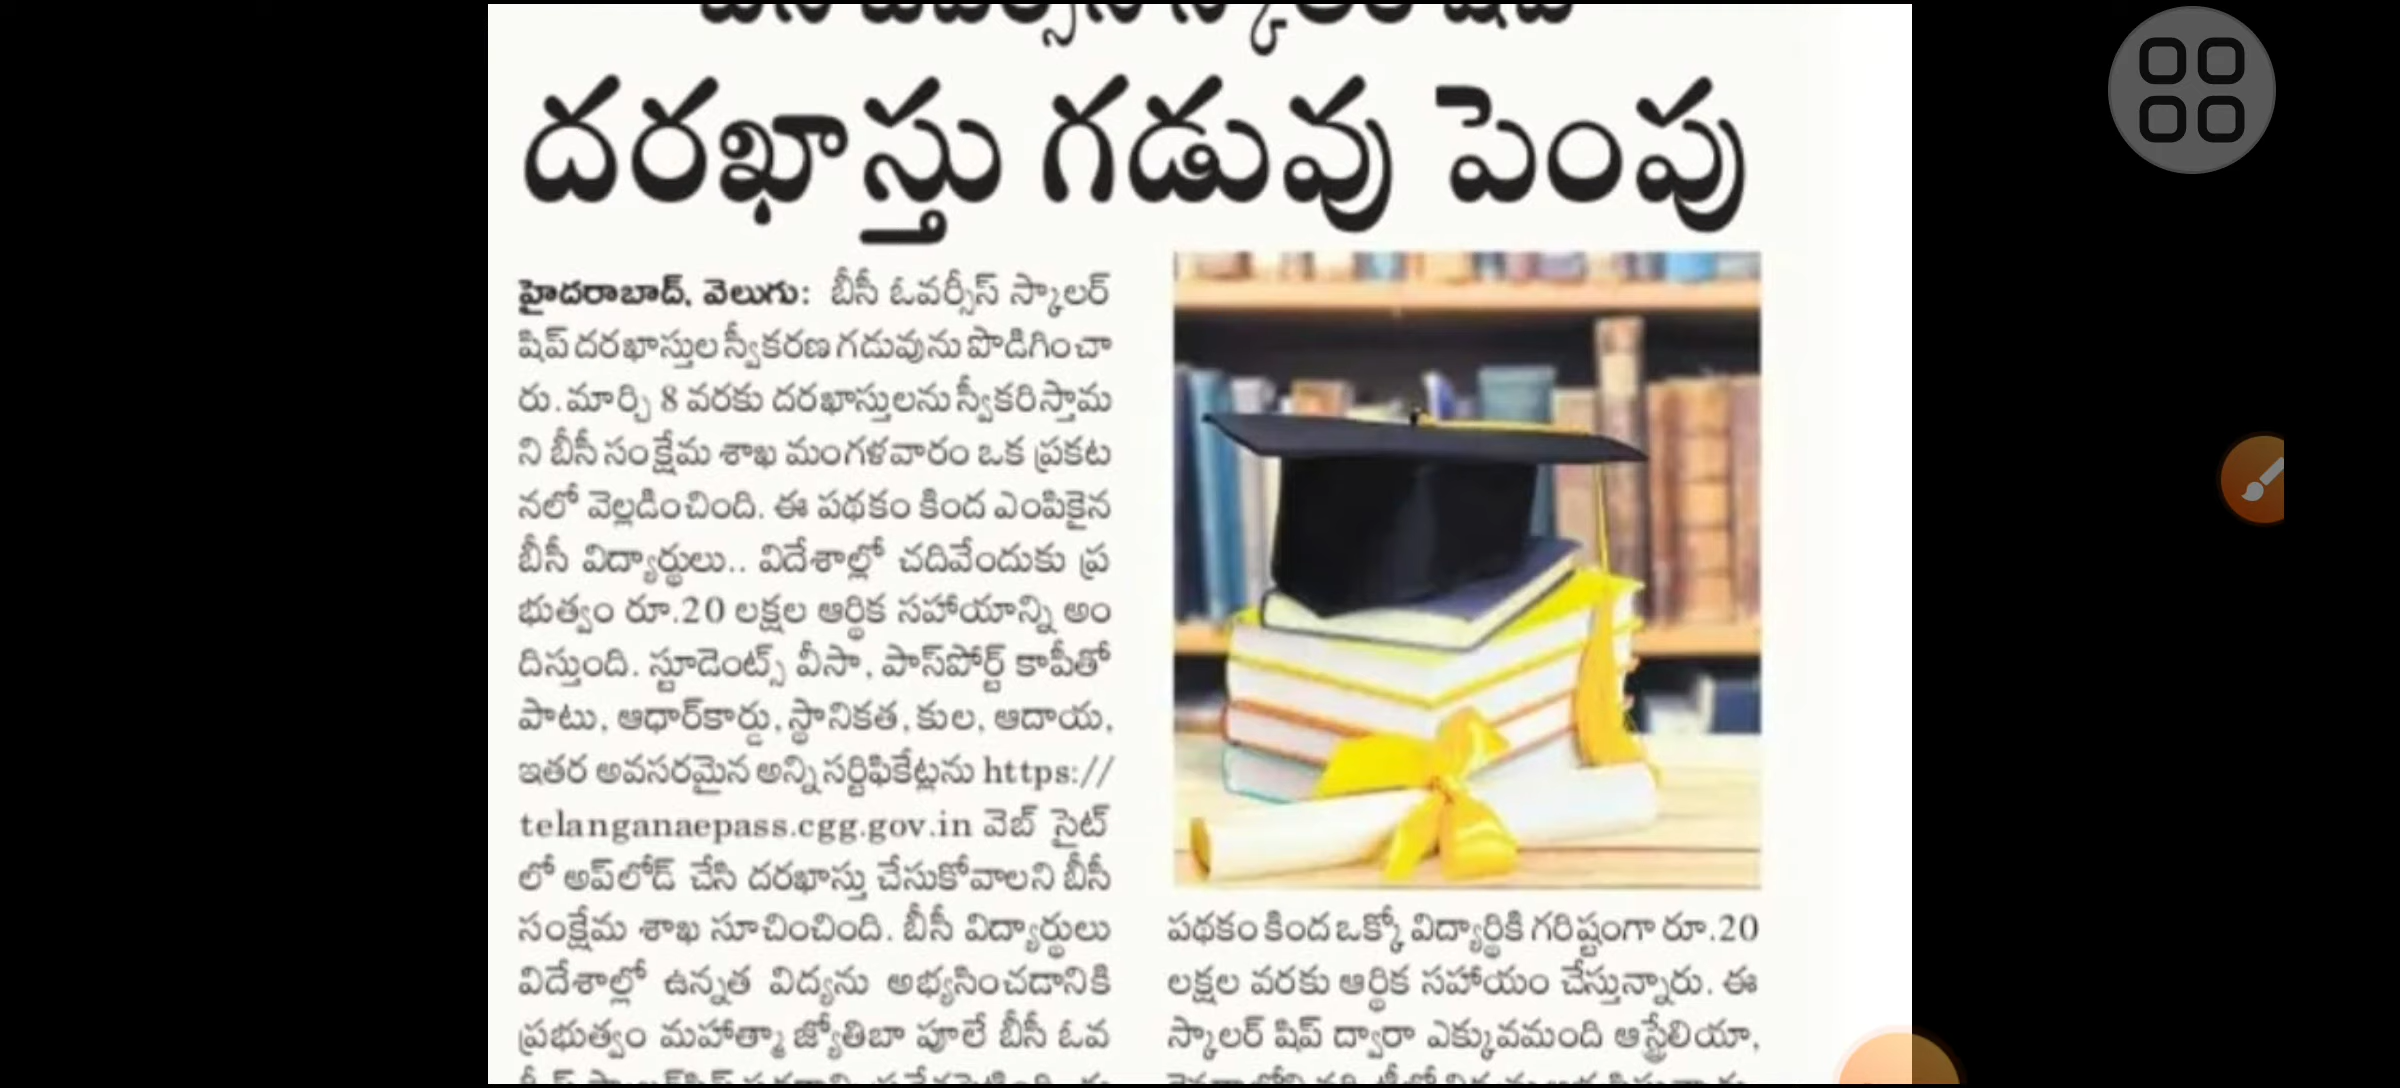 దరఖాస్తు గడువు పెంపు
హైదరాబాద్, వెలుగు: బీసీ ఓవర్సీస్ స్కాలర్
షిప్ దరఖాస్తుల స్వీకరణ గడువును పొడిగించా
రు. మార్చి 8 వరకు దరఖాస్తులను స్వీకరిస్తామ
ని బీసీ సంక్షేమ శాఖ మంగళవారం ఒక ప్రకట
నలో వెల్లడించింది. ఈ పథకం కింద ఎంపికైన
బీసీ విద్యార్థులు.. విదేశాల్లో చదివేందుకు ప్ర
భుత్వం రూ.20 లక్షల ఆర్థిక సహాయాన్ని అం
దిస్తుంది. స్టూడెంట్స్ వీసా, పాస్‌పోర్ట్ కాపీతో
పాటు, ఆధార్‌కార్డు, స్థానికత, కుల, ఆదాయ,
ఇతర అవసరమైన అన్ని సర్టిఫికేట్లను https://
telanganaepass.cgg.gov.in వెబ్ సైట్
లో అప్‌లోడ్ చేసి దరఖాస్తు చేసుకోవాలని బీసీ
సంక్షేమ శాఖ సూచించింది. బీసీ విద్యార్థులు
విదేశాల్లో ఉన్నత విద్యను అభ్యసించడానికి
ప్రభుత్వం మహాత్మా జ్యోతిబా పూలే బీసీ ఓవ
పథకం కింద ఒక్కో విద్యార్థికి గరిష్టంగా రూ.20
లక్షల వరకు ఆర్థిక సహాయం చేస్తున్నారు. ఈ
స్కాలర్ షిప్ ద్వారా ఎక్కువమంది ఆస్ట్రేలియా,